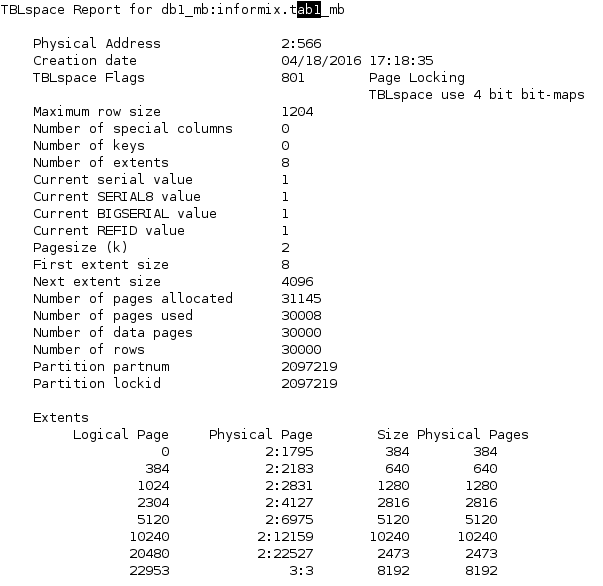 TBLspace Report for db1_mb:informix.tab1_mb
Physical Address 2:566
Creation date 04/18/2016 17:18:35
TBLspace Flags 801 Page Locking
TBLspace use 4 bit bit-maps
Maximum row size 1204
Number of special columns 0
Number of keys 0
Number of extents 8
Current serial value 1
Current SERIAL8 value 1
Current BIGSERIAL value 1
Current REFID value 1
Pagesize (k) 2
First extent size 8
Next extent size 4096
Number of pages allocated 31145
Number of pages used 30008
Number of data pages 30000
Number of rows 30000
Partition partnum 2097219
Partition lockid 2097219
Extents
Logical Page Physical Page Size Physical Pages
0 2:1795 384 384
384 2:2183 640 640
1024 2:2831 1280 1280
2304 2:4127 2816 2816
5120 2:6975 5120 5120
10240 2:12159 10240 10240
20480 2:22527 2473 2473
22953 3:3 8192 8192